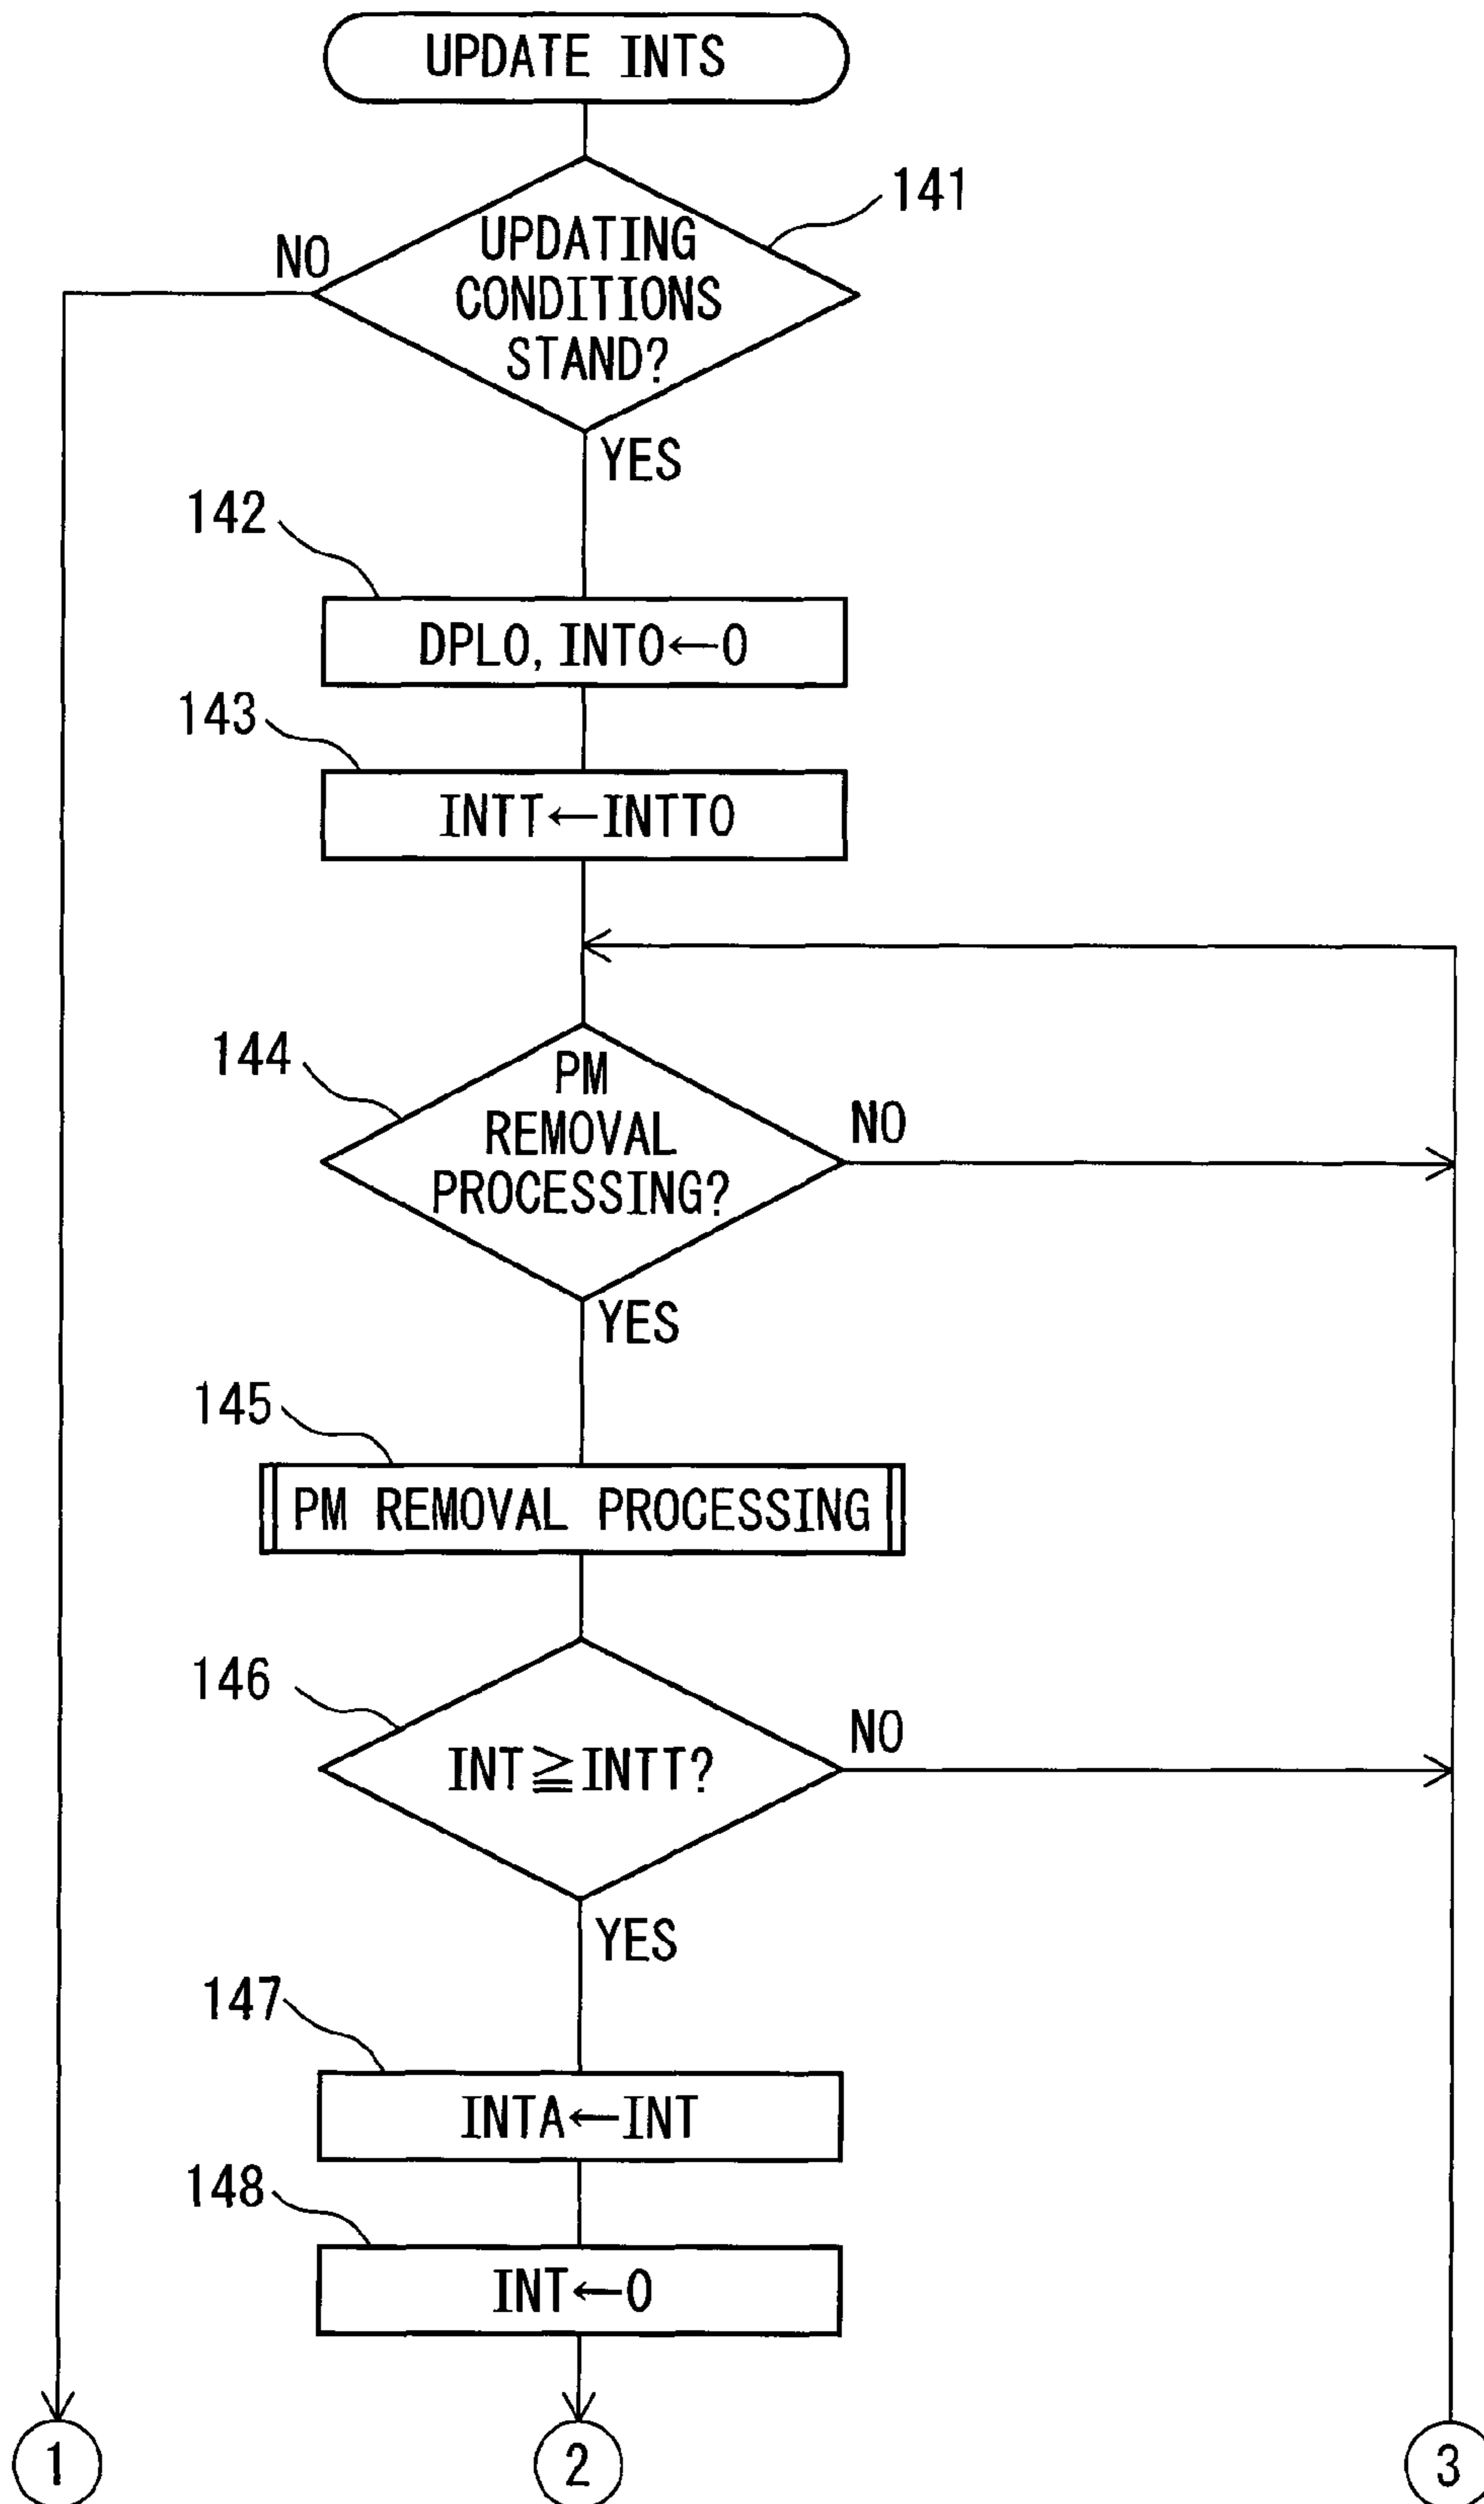 UPDATE INTS
141
NO
UPDATING
CONDITIONS
STAND?
YES
142
DPL0, INT0←0
143
INTT←INTT0
144
PM
REMOVAL
PROCESSING?
NO
YES
145
PM REMOVAL PROCESSING
146
INT≧INTT?
NO
YES
147
INTA←INT
148
INT←0
1
2
3